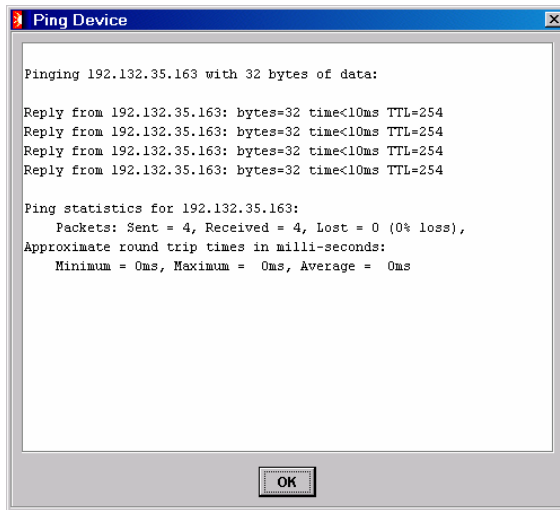 Ping Device
Pinging 192.132.35.163 with 32 bytes of data:
Reply from 192.132.35.163: bytes=32 time<10ms TTL=254
Reply from 192.132.35.163: bytes=32 time<10ms TTL=254
Reply from 192.132.35.163: bytes=32 time<10ms TTL=254
Reply from 192.132.35.163: bytes=32 time<10ms TTL=254
Ping statistics for 192.132.35.163:
Packets: Sent = 4, Received = 4, Lost = 0 (0% loss),
Approximate round trip times in milli-seconds:
Minimum = 0ms, Maximum =  0ms, Average =  0ms
OK